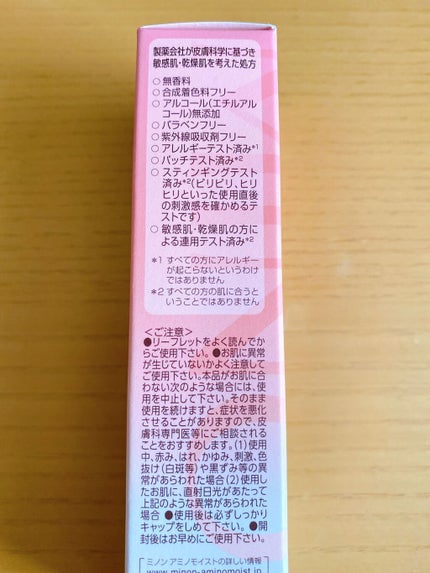 製薬会社が皮膚科学に基づき
敏感肌・乾燥肌を考えた処方
○ 無香料
○ 合成着色料フリー
○ アルコール(エチルアル
コール)無添加
○ パラベンフリー
○ 紫外線吸収剤フリー
○ アレルギーテスト済み*1
○ パッチテスト済み*2
○ スティンギングテスト
済み*2(ピリピリ、ヒリ
ヒリといった使用直後
の刺激感を確かめるテ
ストです)
○ 敏感肌・乾燥肌の方に
よる連用テスト済み*2
*1 すべての方にアレルギー
が起こらないというわけ
ではありません
*2 すべての方の肌に合うと
いうことではありません
<ご注意>
●リーフレットをよく読んでか
らご使用下さい。●お肌に異常
が生じていないかよく注意して
ご使用下さい。本品がお肌に合
わない次のような場合には、使
用を中止して下さい。そのまま
使用を続けますと、症状を悪化
させることがありますので、皮
膚科専門医等にご相談される
ことをおすすめします。(1)使用
中、赤み、はれ、かゆみ、刺激、色
抜け(白斑等)や黒ずみ等の異
常があらわれた場合(2)使用し
たお肌に、直射日光があたって
上記のような異常があらわれた
場合 ●使用後は必ずしっかり
キャップをしめて下さい。●開
封後はお早めにご使用下さい。
ミノン アミノモイストの詳しい情報
www.minon-aminomoist.jp